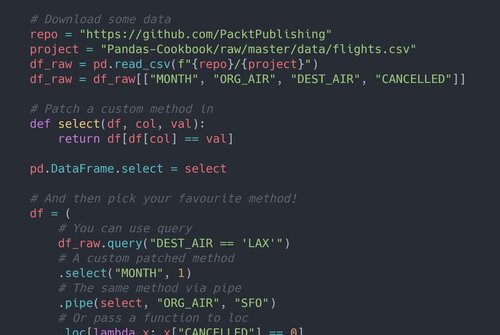 # Download some data
repo = "https://github.com/PacktPublishing"
project = "Pandas-Cookbook/raw/master/data/flights.csv"
df_raw = pd.read_csv(f"{repo}/{project}")
df_raw = df_raw[["MONTH", "ORG_AIR", "DEST_AIR", "CANCELLED"]]
# Patch a custom method in
def select(df, col, val):
return df[df[col] == val]
pd.DataFrame.select = select
# And then pick your favourite method!
df = (
# You can use query
df_raw.query("DEST_AIR == 'LAX'")
# A custom patched method
.select("MONTH", 1)
# The same method via pipe
.pipe(select, "ORG_AIR", "SFO")
# Or pass a function to loc
.loc[lambda x: x["CANCELLED"] == 0]